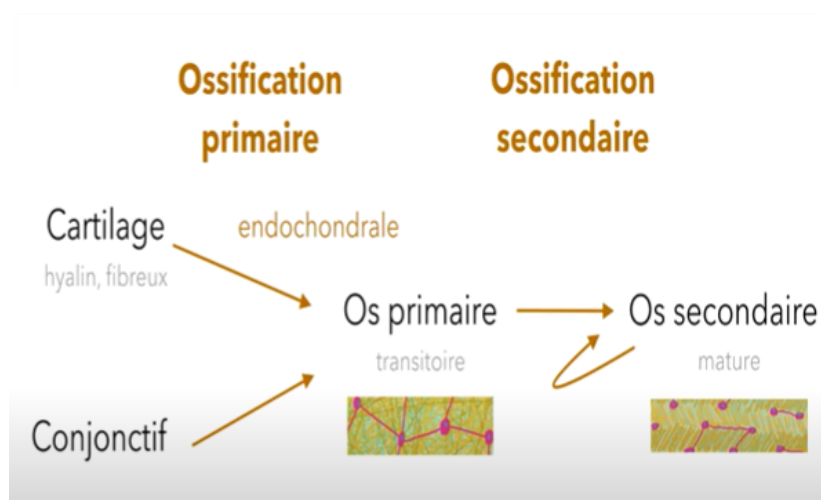 Ossification
primaire
Ossification
secondaire
Cartilage
endochondrale
hyalin, fibreux
Os primaire
Os secondaire
transitoire
mature
Conjonctif